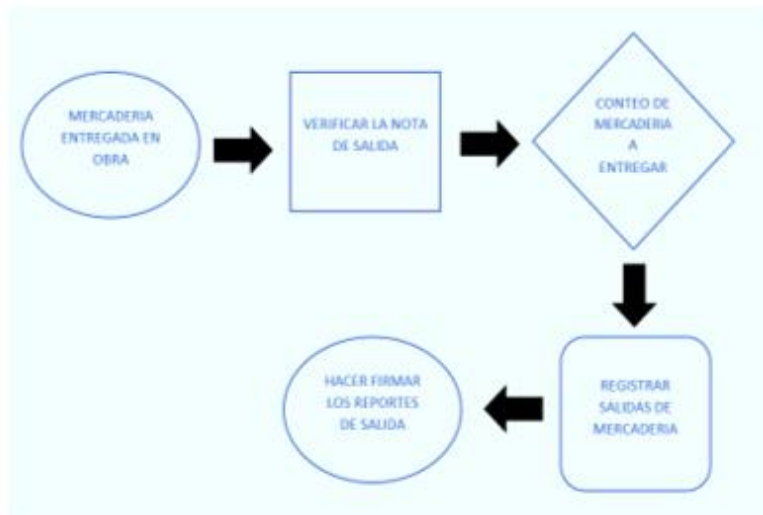 MERCADERIA
ENTREGADA EN
OBRA
VERIFICAR LA NOTA
DE SALIDA
CONTEO DE
MERCADERIA
A
ENTREGAR
REGISTRAR
SALIDAS DE
MERCADERIA
HACER FIRMAR
LOS REPORTES
DE SALIDA